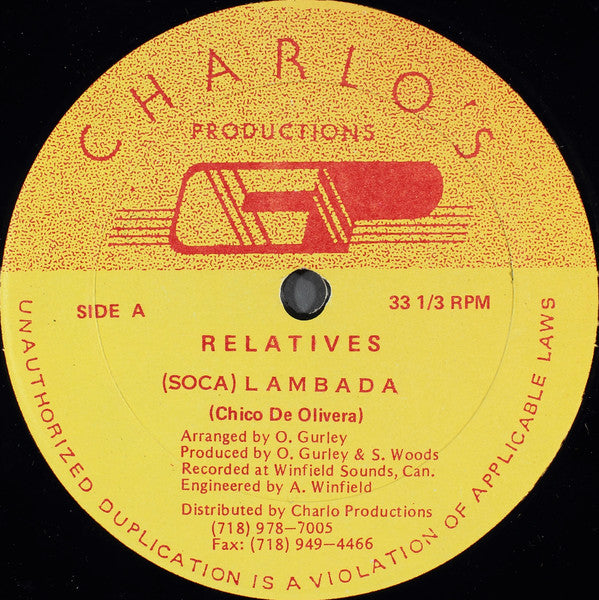 CHARLO'S
PRODUCTIONS
SIDE A
33 1/3 RPM
RELATIVES
(SOCA) LAMBADA
(Chico De Olivera)
Arranged by O. Gurley
Produced by O. Gurley & S. Woods
Recorded at Winfield Sounds, Can.
Engineered by A. Winfield
Distributed by Charlo Productions
(718) 978—7005
Fax: (718) 949—4466
UNAUTHORIZED DUPLICATION IS A VIOLATION OF APPLICABLE LAWS